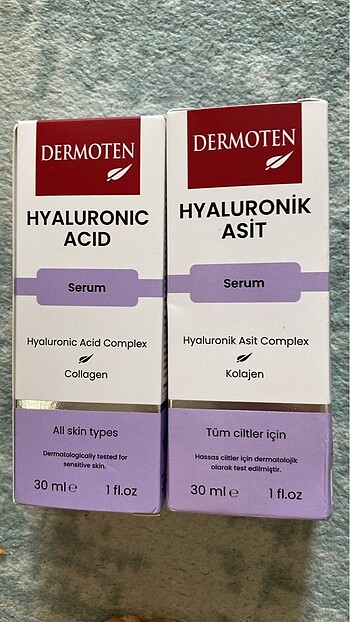 DERMOTEN
HYALURONIC
ACID
Serum
Hyaluronic Acid Complex
Collagen
All skin types
Dermatologically tested for
sensitive skin.
30 ml ℮ 1 fl.oz
DERMOTEN
HYALURONİK
ASİT
Serum
Hyaluronik Asit Complex
Kolajen
Tüm ciltler için
Hassas ciltler için dermatolojik
olarak test edilmiştir.
30 ml ℮ 1 fl.oz